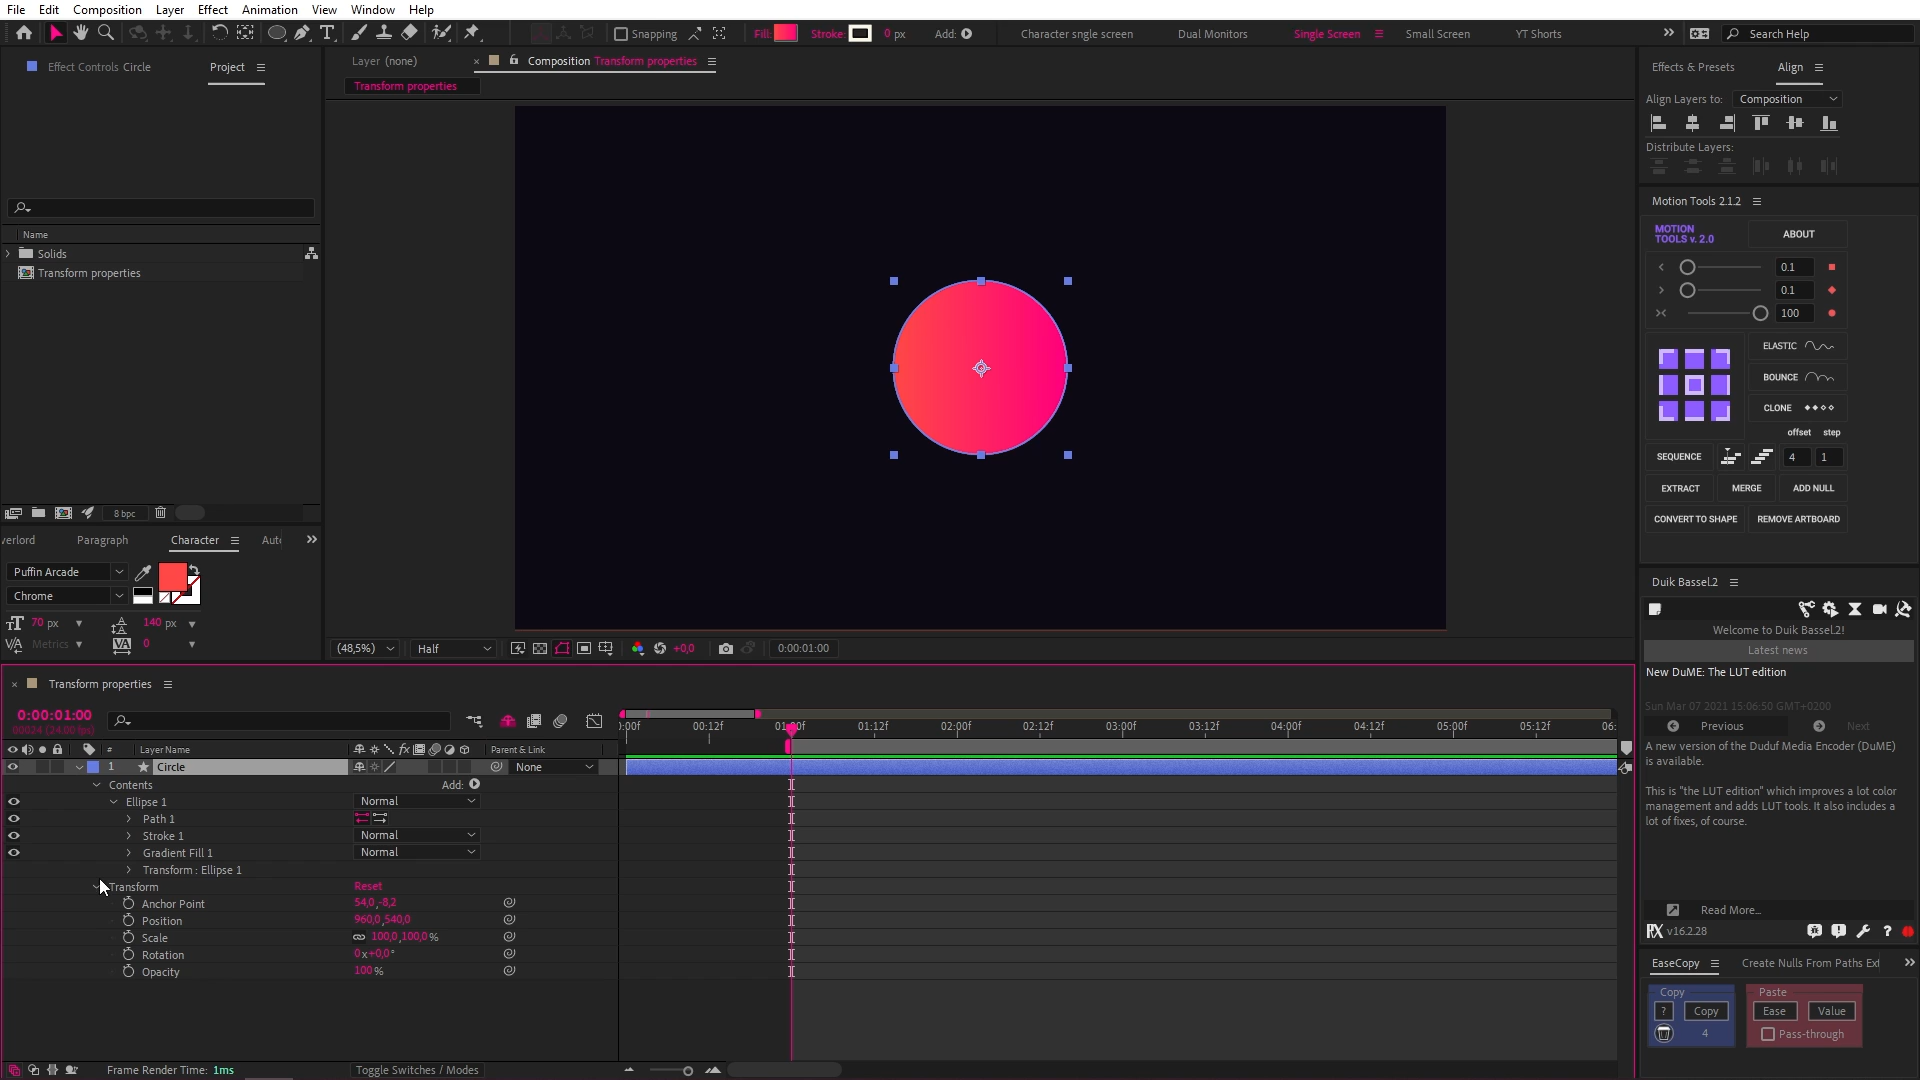 File Edit Composition Layer Effect Animation View Window Help
Snapping Fill: Stroke: 0 px Add: Character sngle screen Dual Monitors Single Screen Small Screen YT Shorts Search Help
Effect Controls Circle Project
Layer (none) Composition Transform properties
Transform properties
Effects & Presets Align
Align Layers to: Composition
Distribute Layers:
Name
Solids
Transform properties
8 bpc
Motion Tools 2.1.2
MOTION TOOLS v. 2.0 ABOUT
0.1
0.1
100
ELASTIC
BOUNCE
CLONE
offset step
SEQUENCE 4 1
EXTRACT MERGE ADD NULL
CONVERT TO SHAPE REMOVE ARTBOARD
verlord Paragraph Character Aut
Puffin Arcade
Chrome
70 px 140 px
Metrics 0
(48,5%) Half +0,0 0:00:01:00
Duik Bassel.2
Welcome to Duik Bassel.2!
Latest news
New DuME: The LUT edition
Sun Mar 07 2021 15:06:50 GMT+0200
Previous Next
A new version of the Duduf Media Encoder (DuME)
is available.
This is "the LUT edition" which improves a lot color
management and adds LUT tools. It also includes a
lot of fixes, of course.
Read More...
v16.2.28 ?
EaseCopy Create Nulls From Paths Ext
Copy Paste
? Copy Ease Value
4 Pass-through
Transform properties
0:00:01:00
00024 (24.00 fps)
:00f 00:12f 01:00f 01:12f 02:00f 02:12f 03:00f 03:12f 04:00f 04:12f 05:00f 05:12f 06:
# Layer Name Parent & Link
1 Circle None
Contents Add:
Ellipse 1 Normal
Path 1
Stroke 1 Normal
Gradient Fill 1 Normal
Transform : Ellipse 1
Transform Reset
Anchor Point 54,0,-8,2
Position 960,0,540,0
Scale 100,0,100,0%
Rotation 0x+0,0°
Opacity 100%
Frame Render Time: 1ms Toggle Switches / Modes